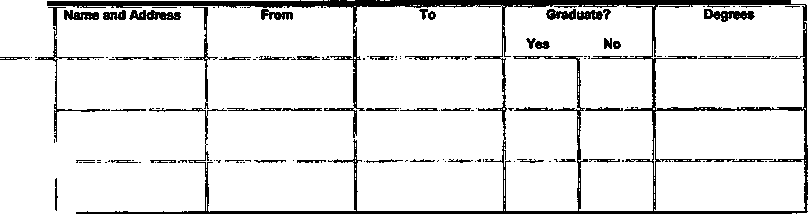 Name and Address From To Graduate? Degrees
Yes No